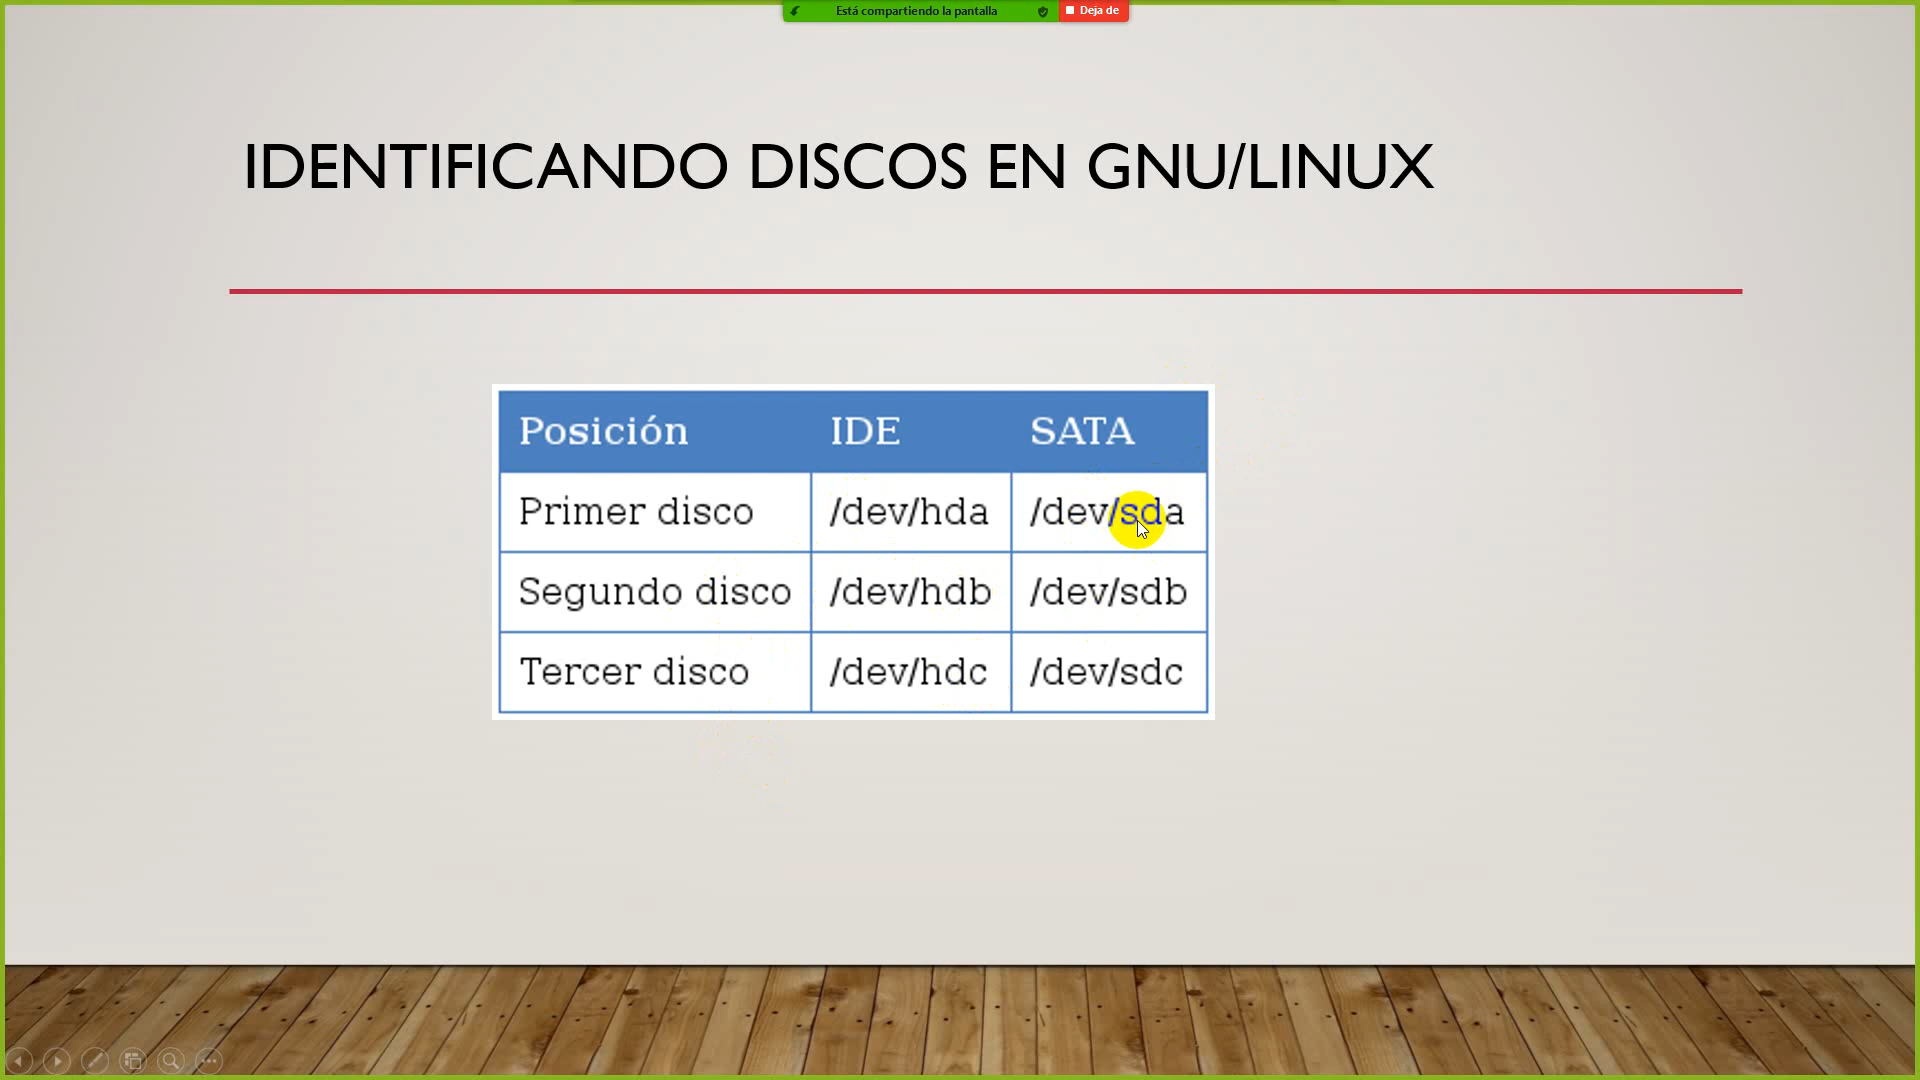 Está compartiendo la pantalla Deja de
IDENTIFICANDO DISCOS EN GNU/LINUX
Posición IDE SATA
Primer disco /dev/hda /dev/sda
Segundo disco /dev/hdb /dev/sdb
Tercer disco /dev/hdc /dev/sdc